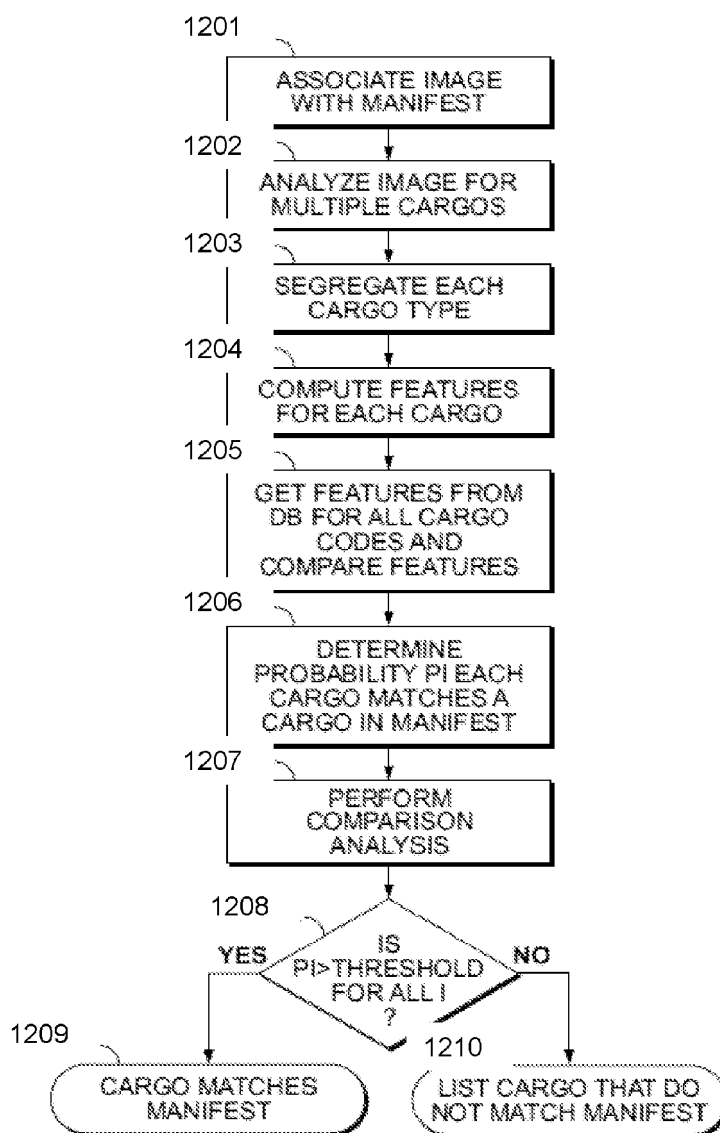 1201
ASSOCIATE IMAGE
WITH MANIFEST
1202
ANALYZE IMAGE FOR
MULTIPLE CARGOS
1203
SEGREGATE EACH
CARGO TYPE
1204
COMPUTE FEATURES
FOR EACH CARGO
1205
GET FEATURES FROM
DB FOR ALL CARGO
CODES AND
COMPARE FEATURES
1206
DETERMINE
PROBABILITY PI EACH
CARGO MATCHES A
CARGO IN MANIFEST
1207
PERFORM
COMPARISON
ANALYSIS
1208
IS
PI>THRESHOLD
FOR ALL I
?
YES
NO
1209
CARGO MATCHES
MANIFEST
1210
LIST CARGO THAT DO
NOT MATCH MANIFEST